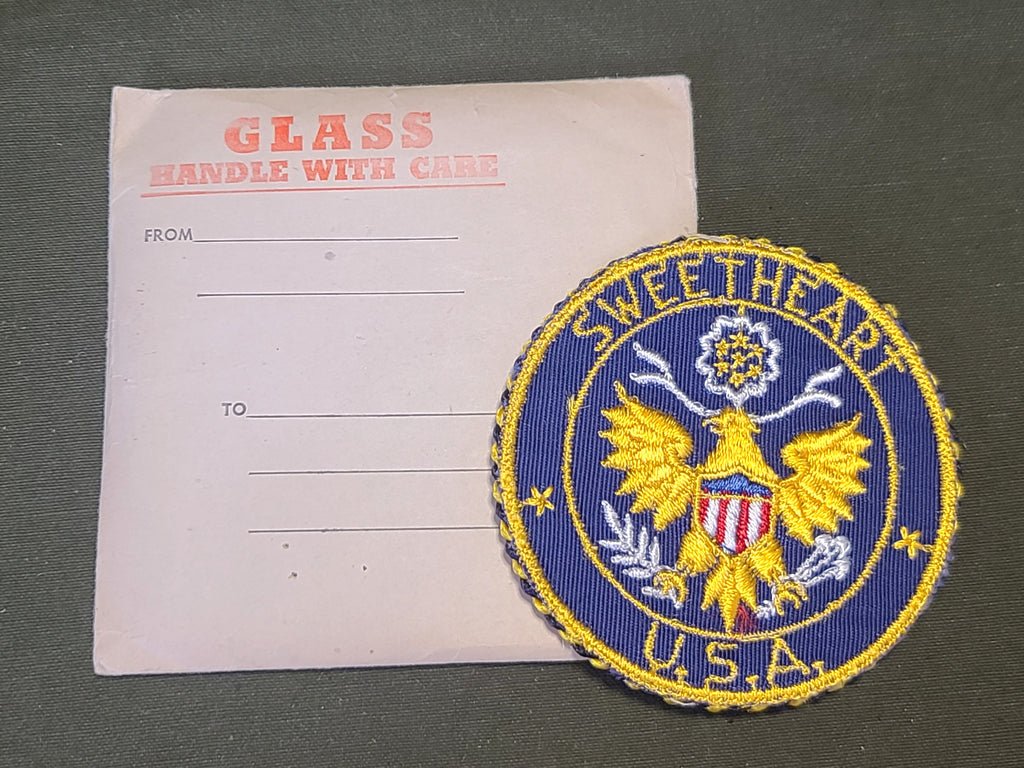 GLASS
HANDLE WITH CARE
FROM
TO
SWEETHEART
U.S.A.